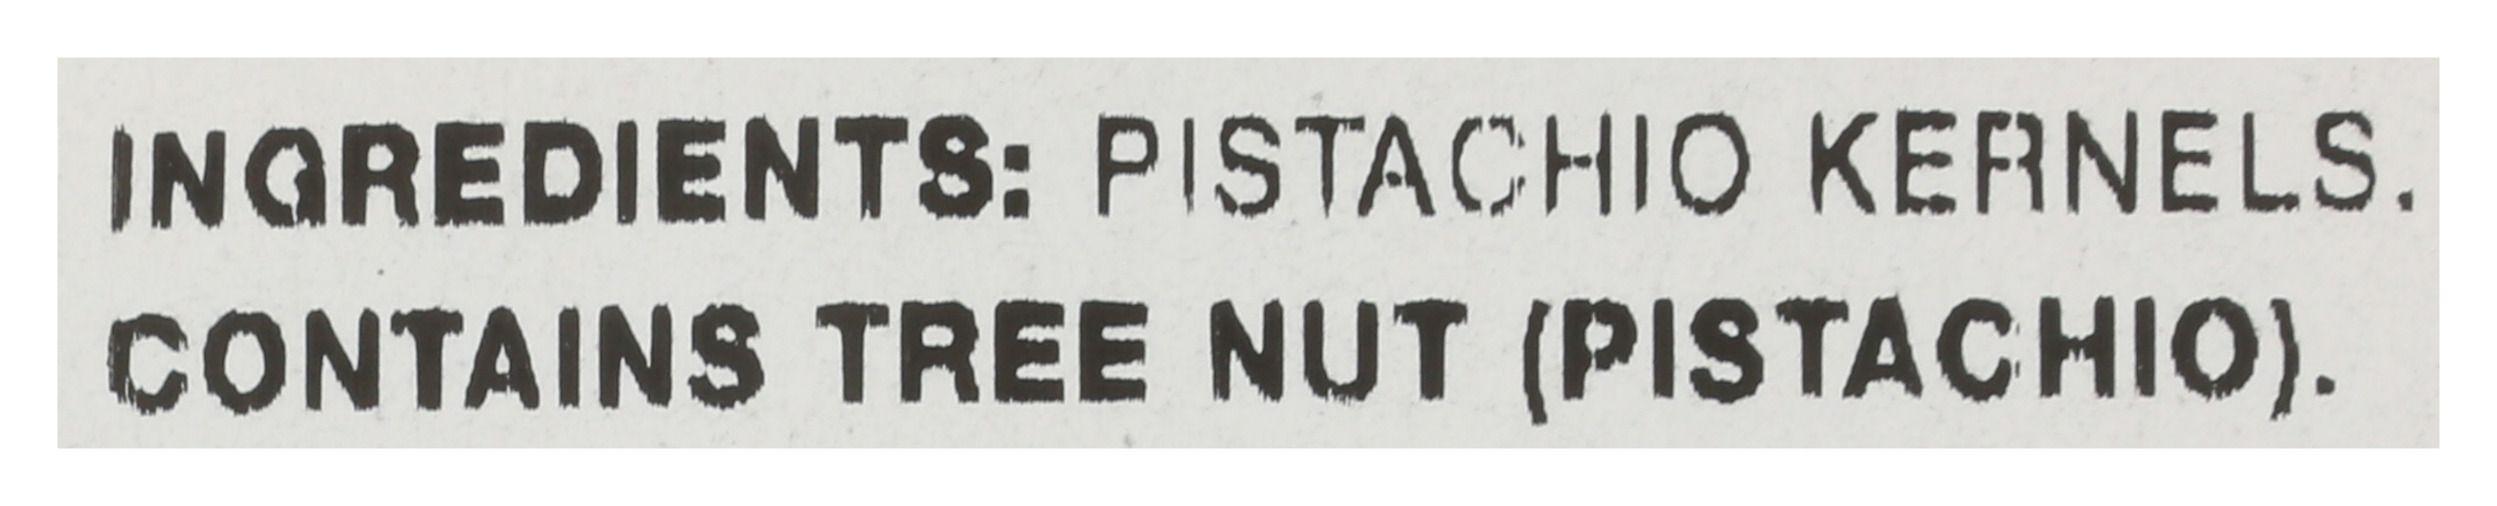 INGREDIENTS: PISTACHIO KERNELS.
CONTAINS TREE NUT (PISTACHIO).